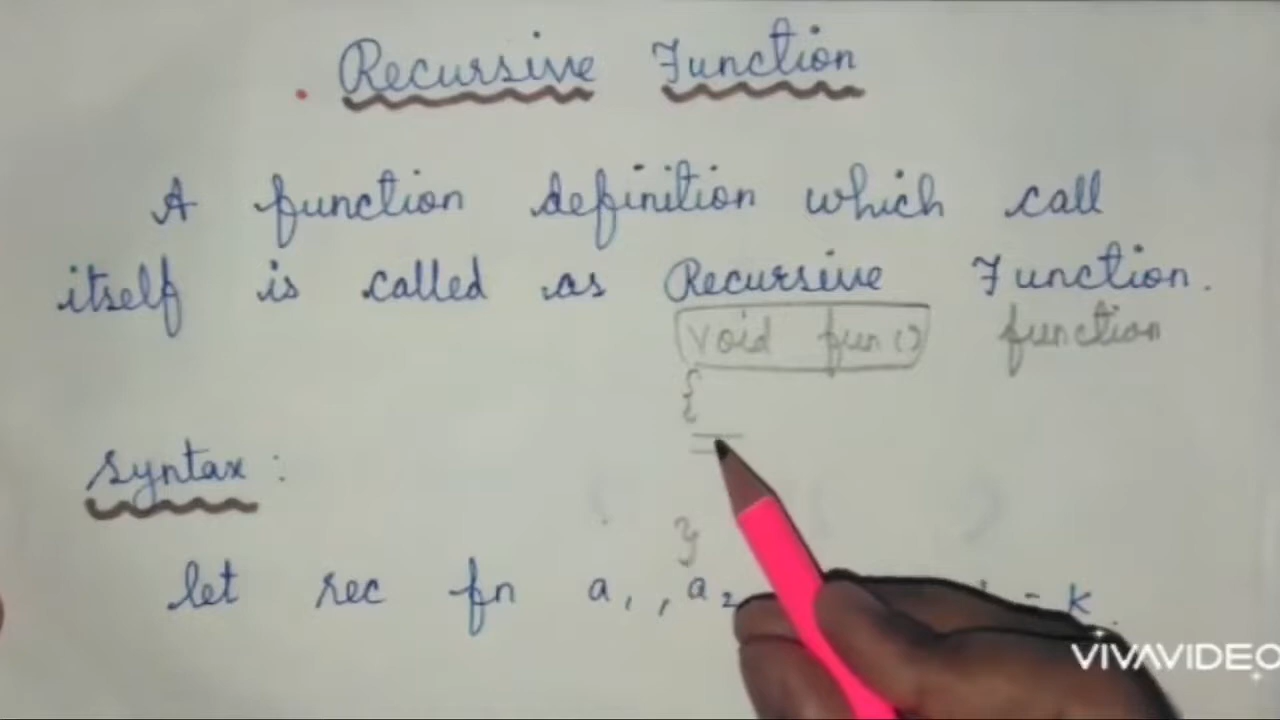 Recursive Function
A function definition which call
itself is called as Recursive Function.
void fun() function
{
}
syntax:
let rec fn a1, a2 = k.
VIVAVIDEO